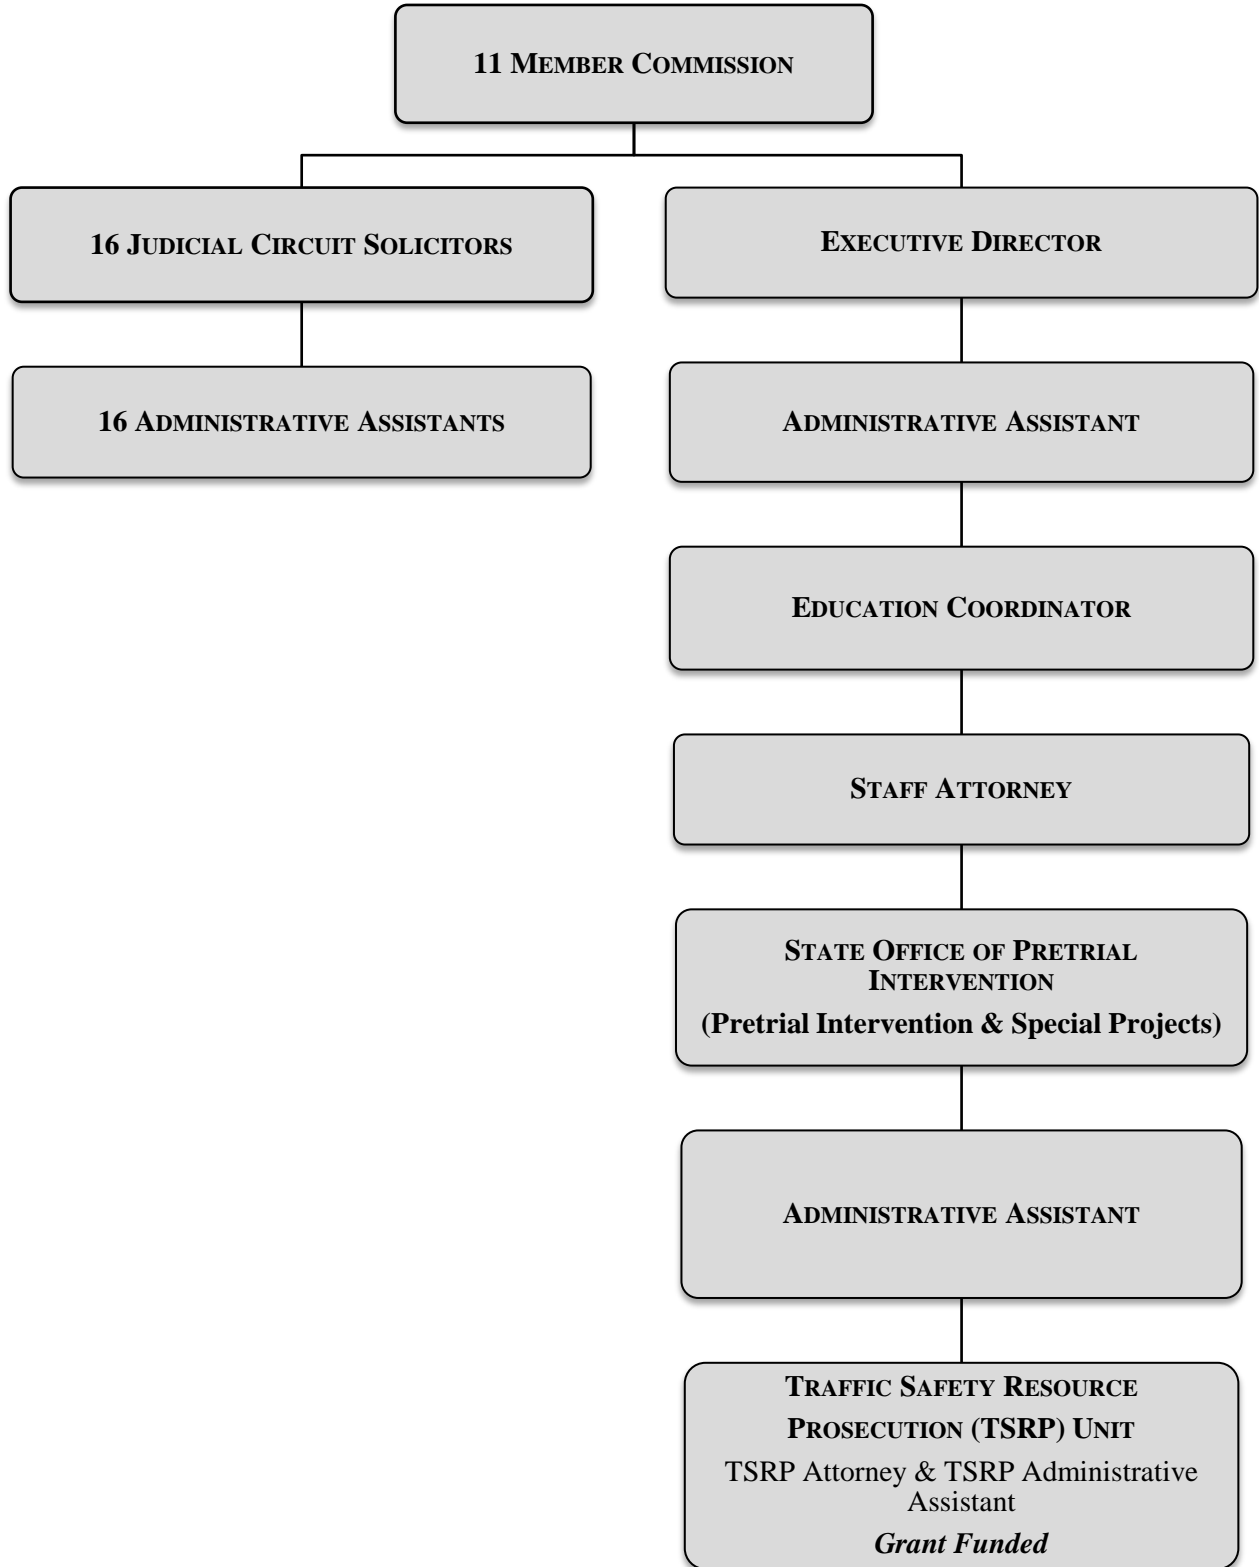 11 MEMBER COMMISSION
16 JUDICIAL CIRCUIT SOLICITORS
EXECUTIVE DIRECTOR
16 ADMINISTRATIVE ASSISTANTS
ADMINISTRATIVE ASSISTANT
EDUCATION COORDINATOR
STAFF ATTORNEY
STATE OFFICE OF PRETRIAL
INTERVENTION
(Pretrial Intervention & Special Projects)
ADMINISTRATIVE ASSISTANT
TRAFFIC SAFETY RESOURCE
PROSECUTION (TSRP) UNIT
TSRP Attorney & TSRP Administrative
Assistant
Grant Funded